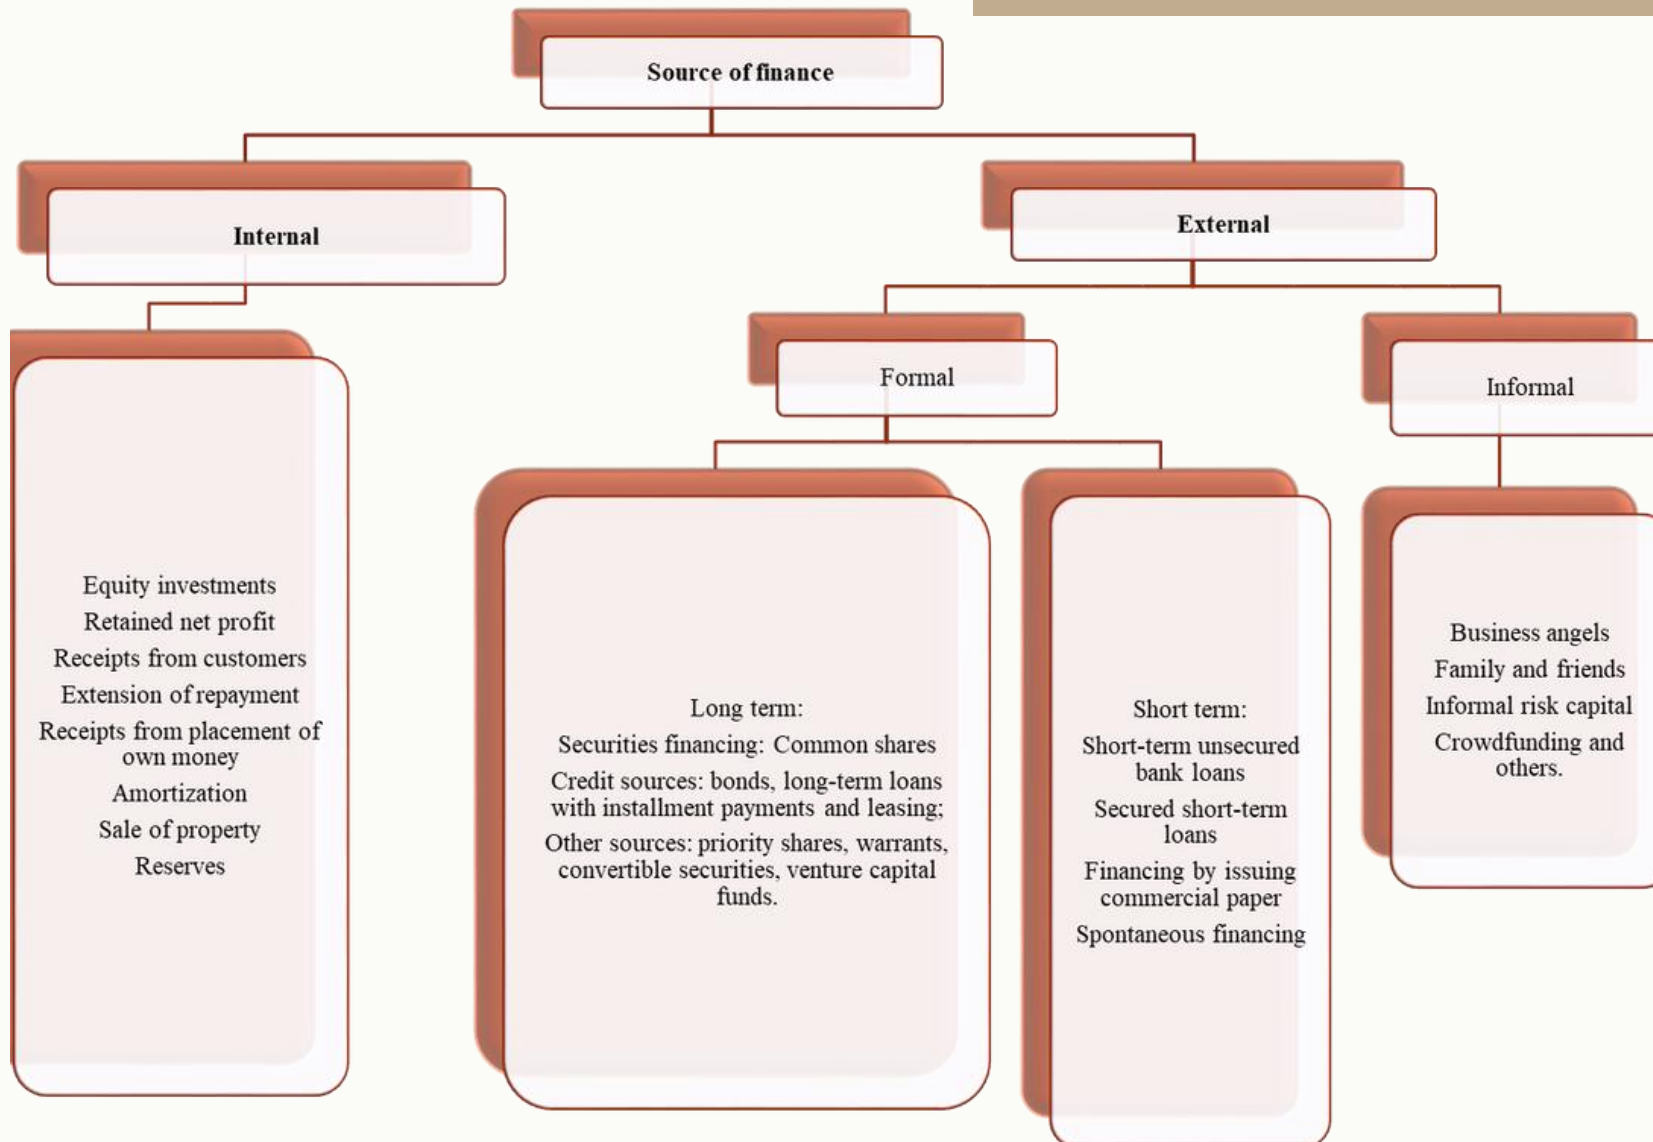 Source of finance
Internal
External
Formal
Informal
Equity investments
Retained net profit
Receipts from customers
Extension of repayment
Receipts from placement of
own money
Amortization
Sale of property
Reserves
Long term:
Securities financing: Common shares
Credit sources: bonds, long-term loans
with installment payments and leasing;
Other sources: priority shares, warrants,
convertible securities, venture capital
funds.
Short term:
Short-term unsecured
bank loans
Secured short-term
loans
Financing by issuing
commercial paper
Spontaneous financing
Business angels
Family and friends
Informal risk capital
Crowdfunding and
others.